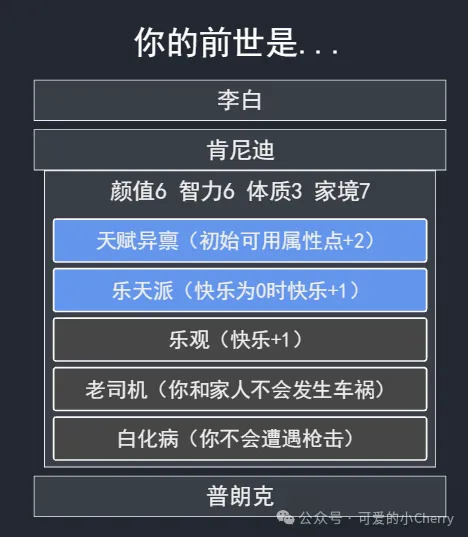 你的前世是...
李白
肯尼迪
颜值6 智力6 体质3 家境7
天赋异禀（初始可用属性点+2）
乐天派（快乐为0时快乐+1）
乐观（快乐+1）
老司机（你和家人不会发生车祸）
白化病（你不会遭遇枪击）
普朗克
公众号·可爱的小Cherry